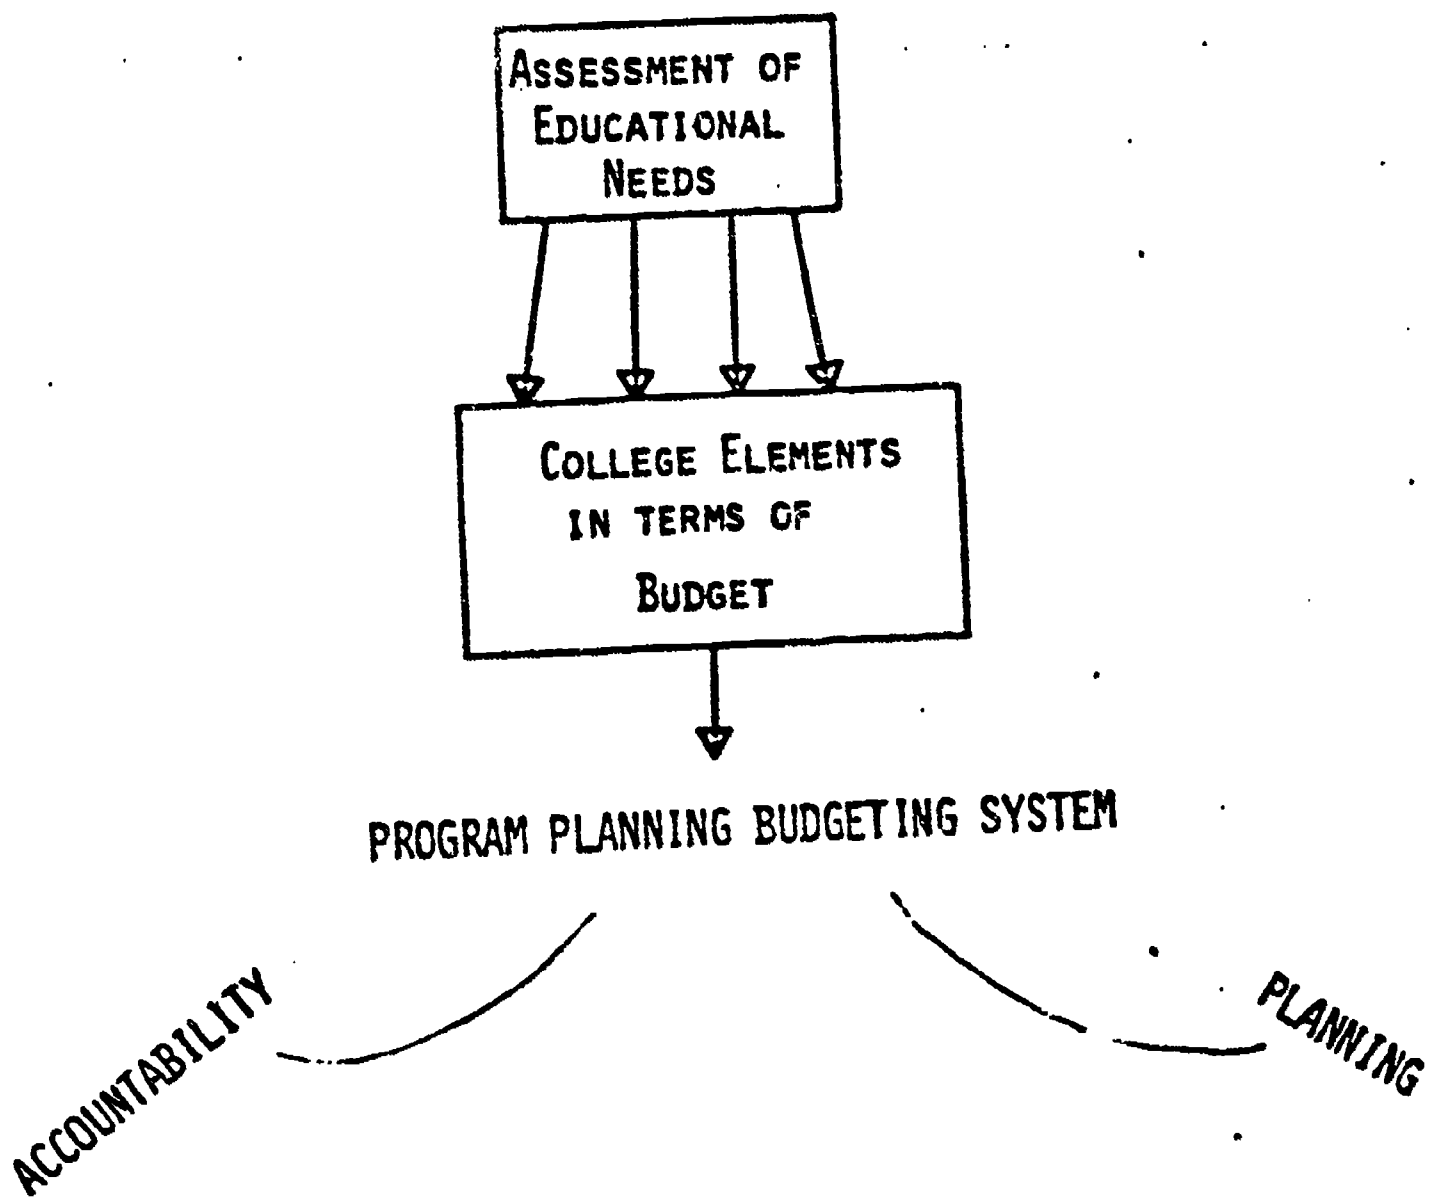 ASSESSMENT OF
EDUCATIONAL
NEEDS
COLLEGE ELEMENTS
IN TERMS OF
BUDGET
PROGRAM PLANNING BUDGETING SYSTEM
ACCOUNTABILITY
PLANNING